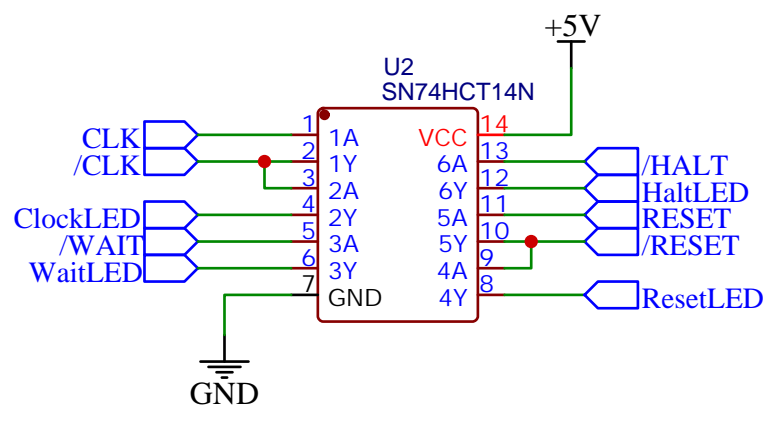 +5V
U2
SN74HCT14N
CLK 1 1A VCC 14
/CLK 2 1Y 6A 13 /HALT
3 2A 6Y 12 HaltLED
ClockLED 4 2Y 5A 11 RESET
/WAIT 5 3A 5Y 10 /RESET
WaitLED 6 3Y 4A 9
7 GND 4Y 8 ResetLED
GND